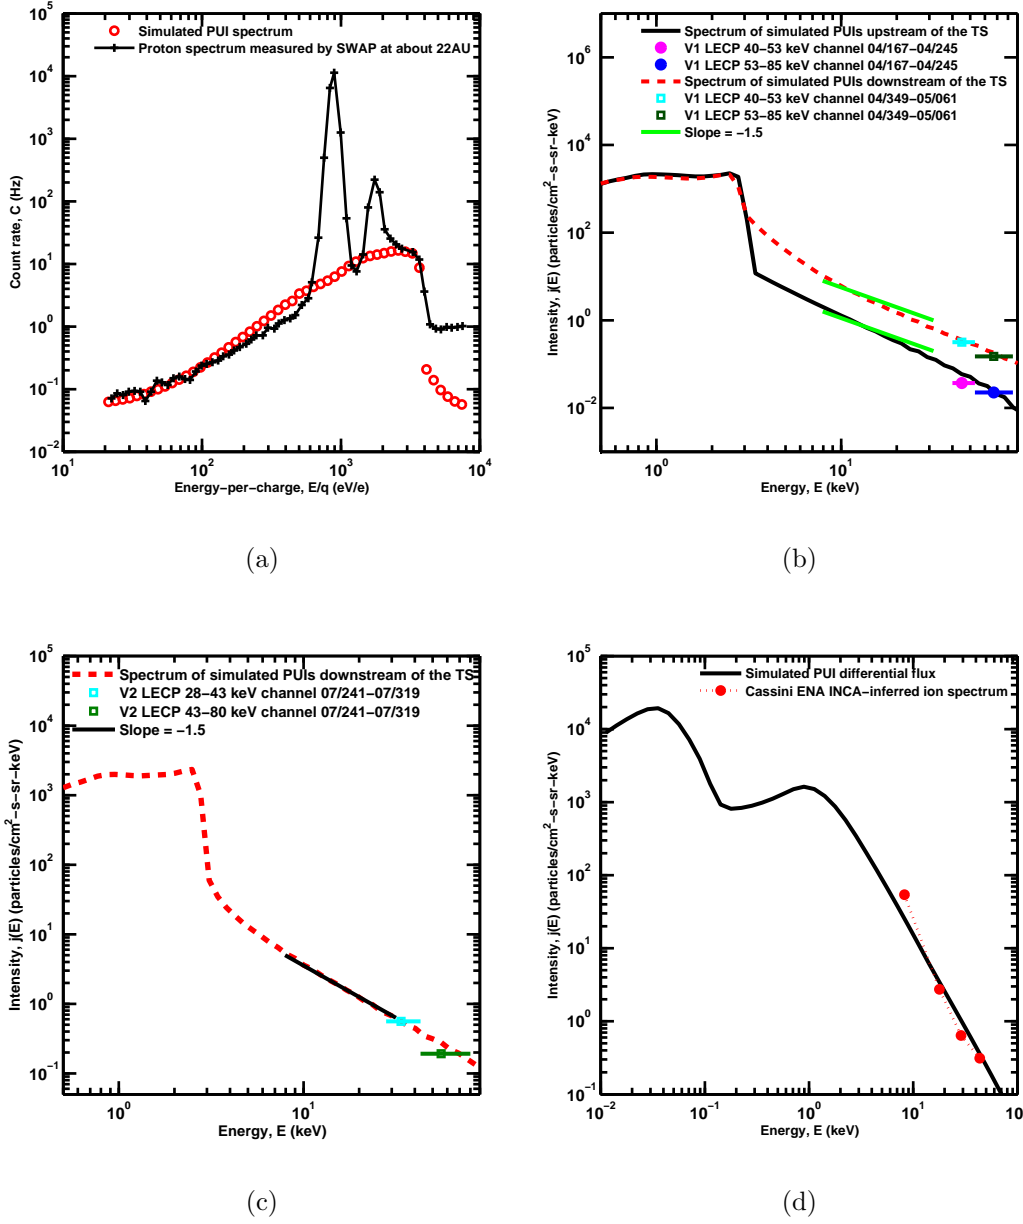 Simulated PUI spectrum
Proton spectrum measured by SWAP at about 22AU
10^4
10^3
10^2
10^1
10^0
10^−1
10^−2
Count rate, C (Hz)
10^1
10^2
10^3
10^4
Energy−per−charge, E/q (eV/e)
(a)
Spectrum of simulated PUIs upstream of the TS
V1 LECP 40−53 keV channel 04/167−04/245
V1 LECP 53−85 keV channel 04/167−04/245
Spectrum of simulated PUIs downstream of the TS
V1 LECP 40−53 keV channel 04/349−05/061
V1 LECP 53−85 keV channel 04/349−05/061
Slope = −1.5
10^6
10^4
10^2
10^0
10^−2
Intensity, j(E) (particles/cm^2−s−sr−keV)
10^0
10^1
Energy, E (keV)
(b)
Spectrum of simulated PUIs downstream of the TS
V2 LECP 28−43 keV channel 07/241−07/319
V2 LECP 43−80 keV channel 07/241−07/319
Slope = −1.5
10^5
10^4
10^3
10^2
10^1
10^0
10^−1
Intensity, j(E) (particles/cm^2−s−sr−keV)
10^0
10^1
Energy, E (keV)
(c)
Simulated PUI differential flux
Cassini ENA INCA−inferred ion spectrum
10^5
10^4
10^3
10^2
10^1
10^0
10^−1
Intensity, j(E) (particles/cm^2−s−sr−keV)
10^−2
10^−1
10^0
10^1
10
Energy, E (keV)
(d)